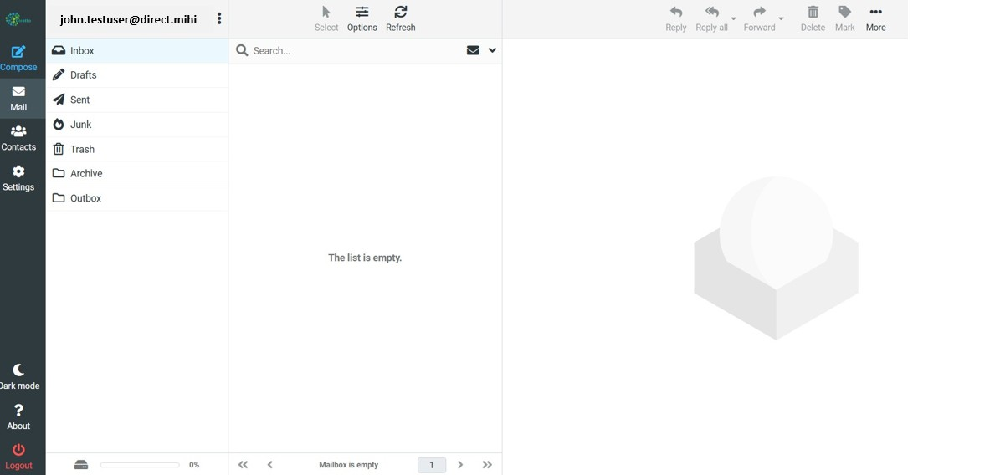 john.testuser@direct.mihi
Select
Options
Refresh
Reply
Reply all
Forward
Delete
Mark
More
Compose
Mail
Contacts
Settings
Dark mode
About
Logout
Inbox
Drafts
Sent
Junk
Trash
Archive
Outbox
0%
Search...
The list is empty.
Mailbox is empty
1